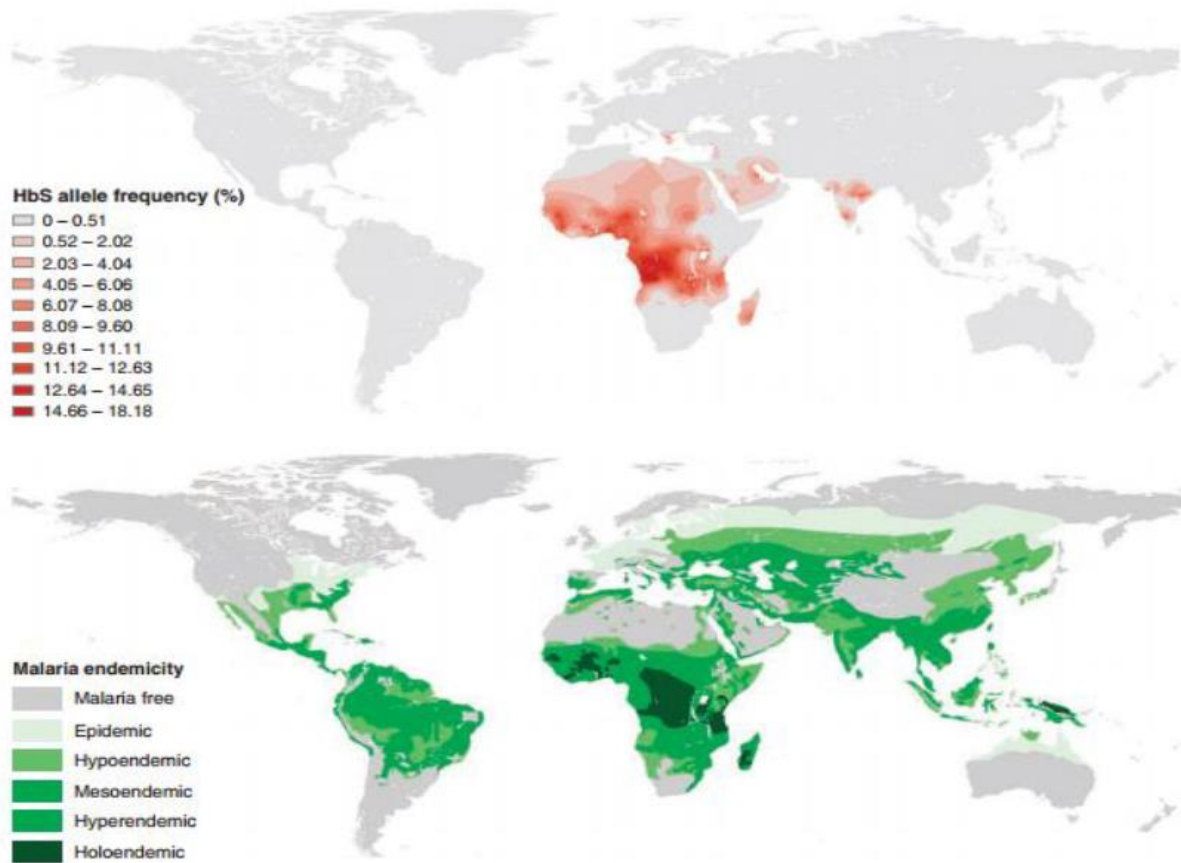 HbS allele frequency (%)
0 – 0.51
0.52 – 2.02
2.03 – 4.04
4.05 – 6.06
6.07 – 8.08
8.09 – 9.60
9.61 – 11.11
11.12 – 12.63
12.64 – 14.65
14.66 – 18.18
Malaria endemicity
Malaria free
Epidemic
Hypoendemic
Mesoendemic
Hyperendemic
Holoendemic